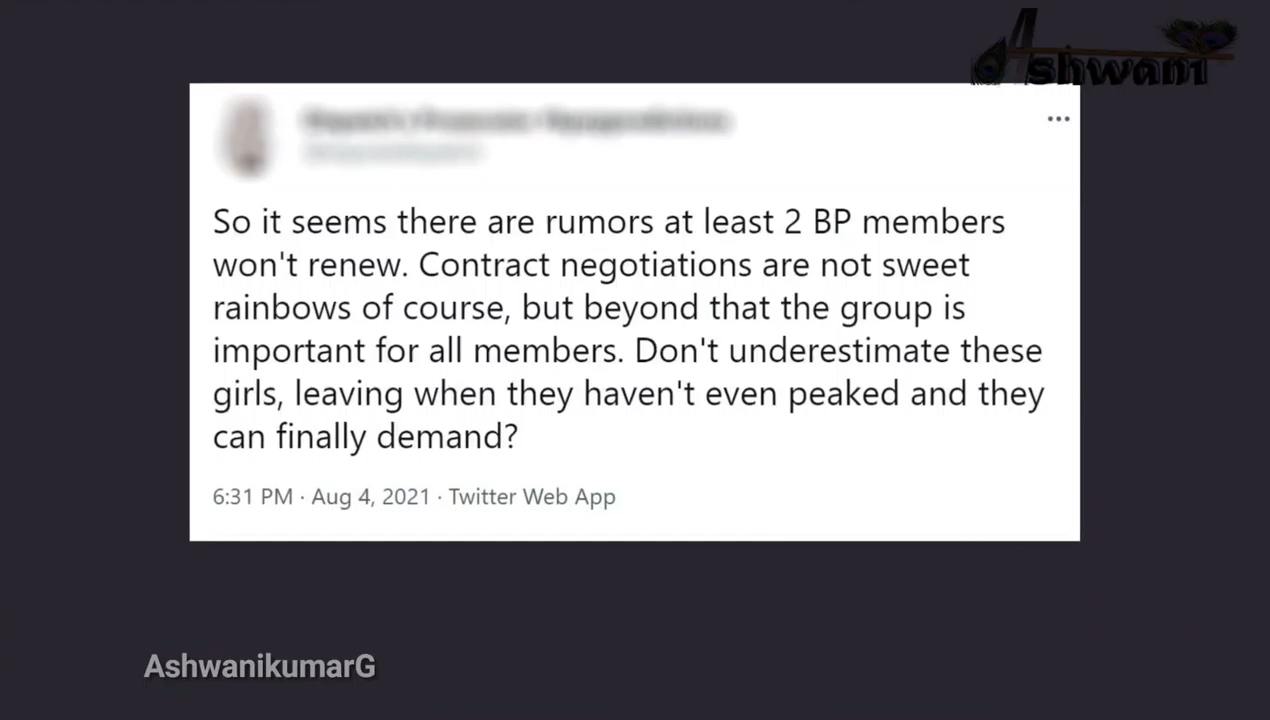 Ashwani
So it seems there are rumors at least 2 BP members
won't renew. Contract negotiations are not sweet
rainbows of course, but beyond that the group is
important for all members. Don't underestimate these
girls, leaving when they haven't even peaked and they
can finally demand?
6:31 PM · Aug 4, 2021 · Twitter Web App
AshwanikumarG